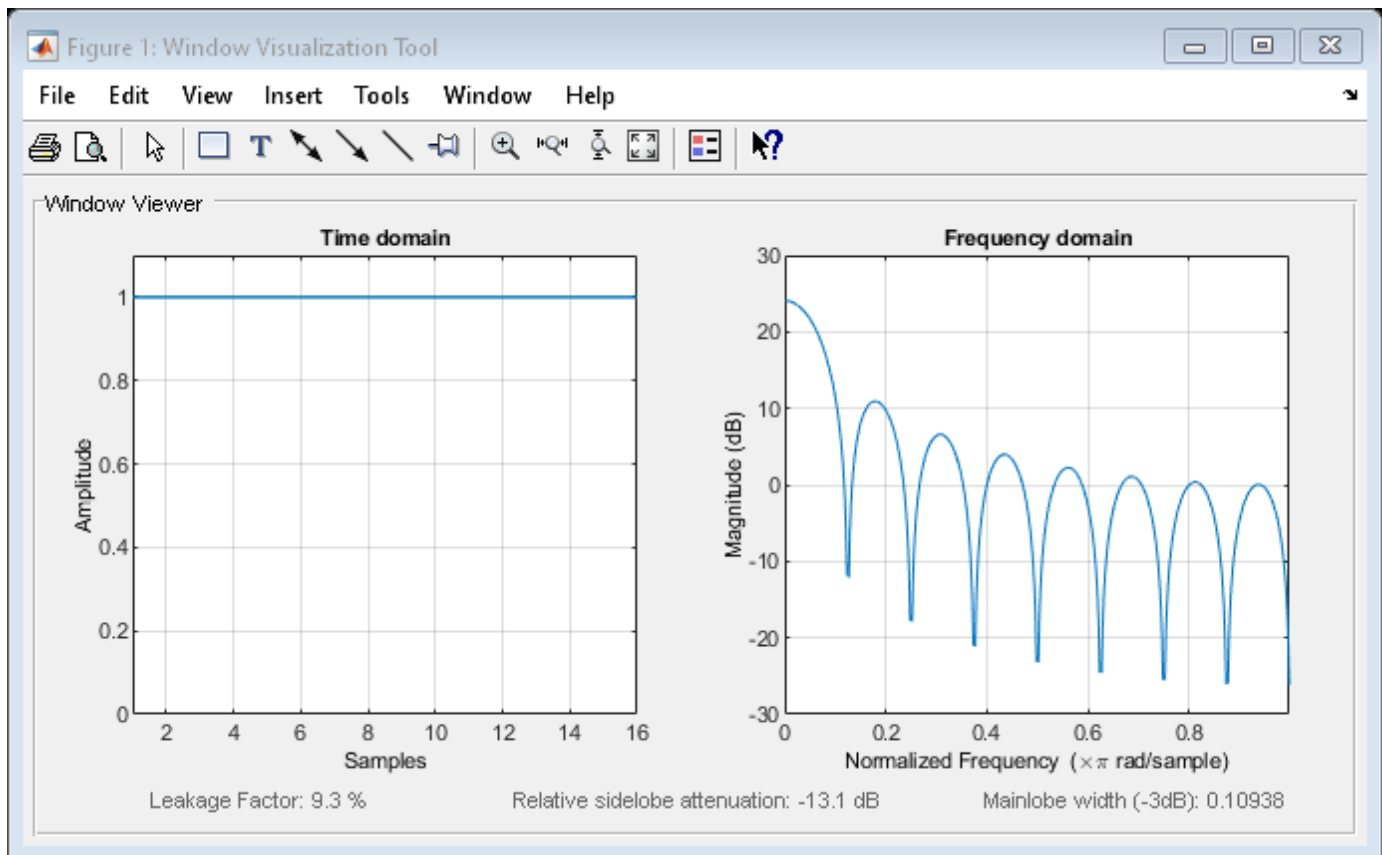 Figure 1: Window Visualization Tool
File Edit View Insert Tools Window Help
T
?
Window Viewer
Time domain
1
0.8
0.6
0.4
0.2
0
2 4 6 8 10 12 14 16
Amplitude
Samples
Frequency domain
30
20
10
0
-10
-20
-30
0 0.2 0.4 0.6 0.8
Magnitude (dB)
Normalized Frequency (×π rad/sample)
Leakage Factor: 9.3 % Relative sidelobe attenuation: -13.1 dB Mainlobe width (-3dB): 0.10938